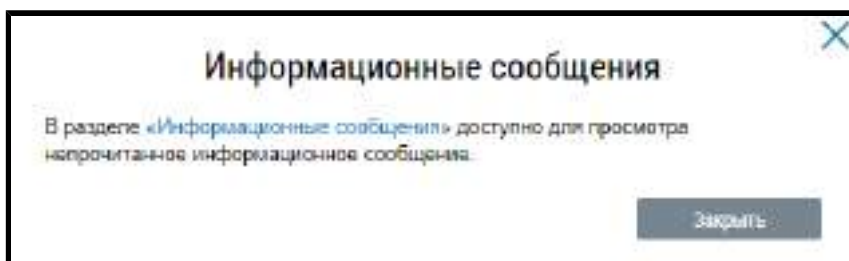 Информационные сообщения
В разделе «Информационные сообщения» доступно для просмотра
непрочитанное информационное сообщение.
Закрыть